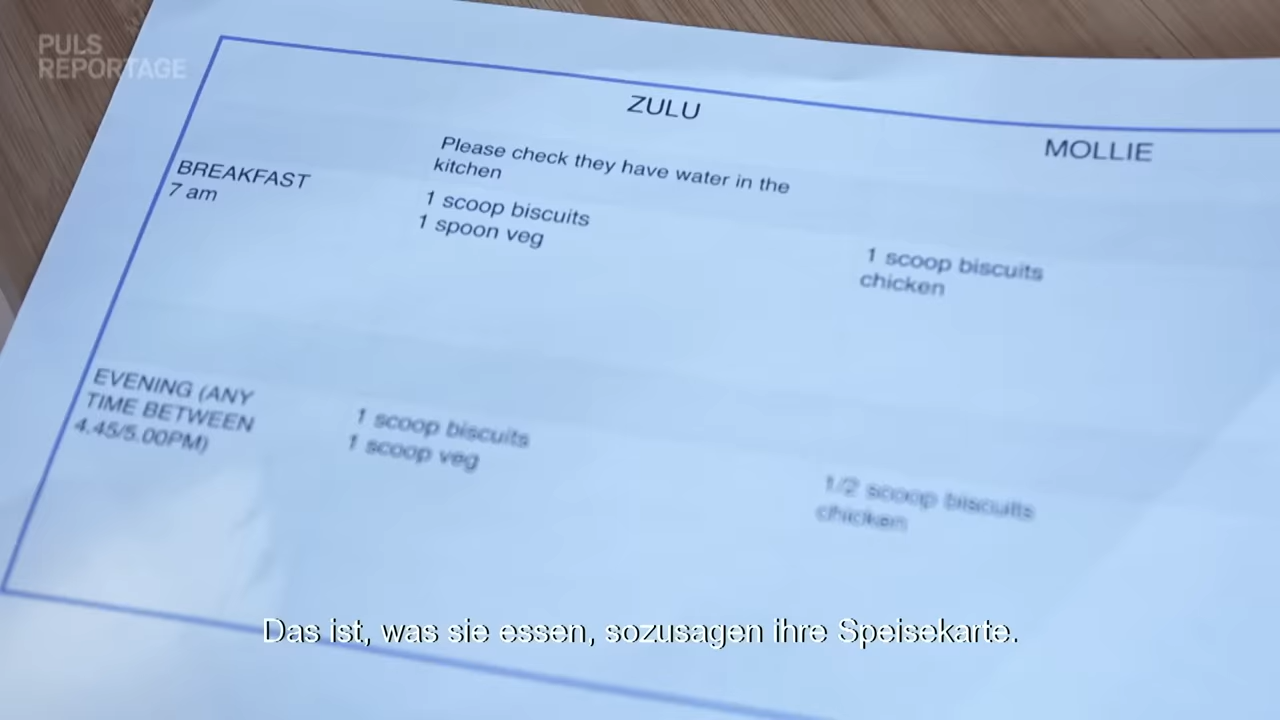 PULS
REPORTAGE
ZULU
MOLLIE
BREAKFAST
7 am
Please check they have water in the
kitchen
1 scoop biscuits
1 spoon veg
1 scoop biscuits
chicken
EVENING (ANY
TIME BETWEEN
4.45/5.00PM)
1 scoop biscuits
1 scoop veg
1/2 scoop biscuits
chicken
Das ist, was sie essen, sozusagen ihre Speisekarte.